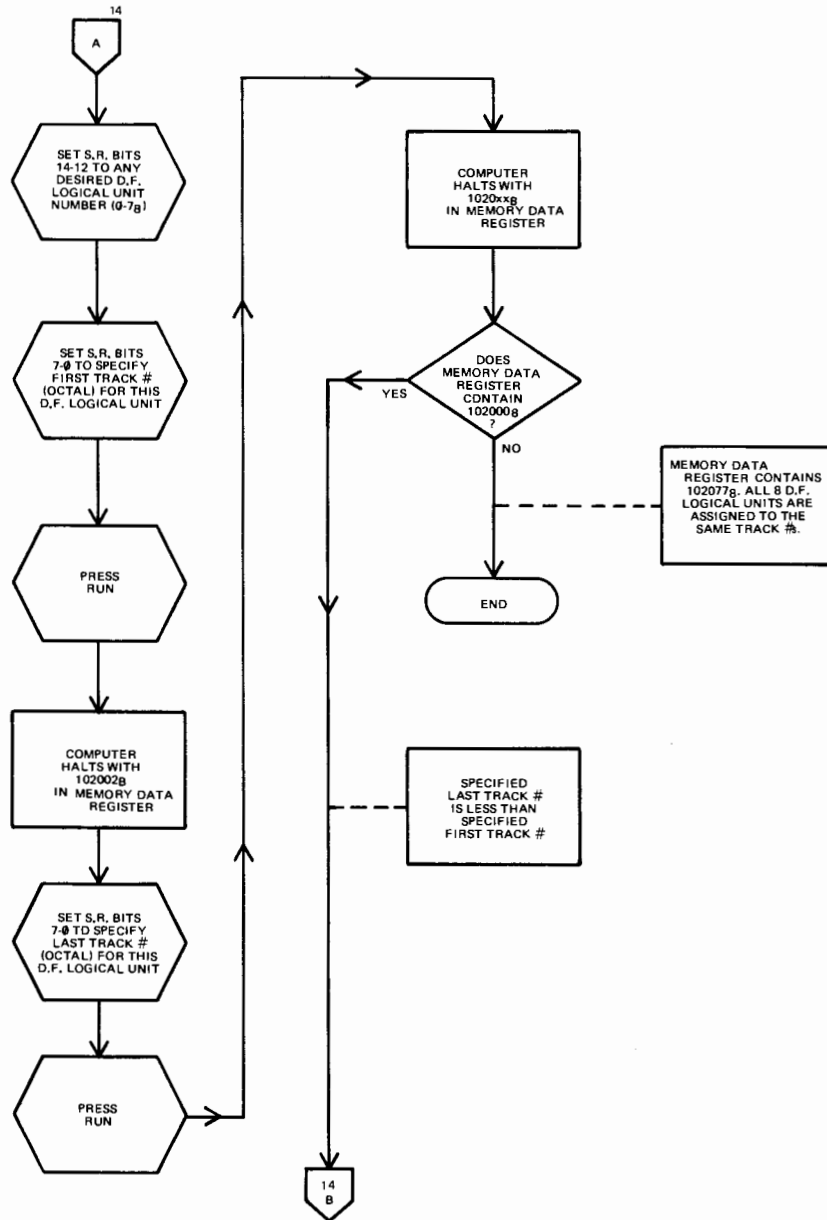 14
A
SET S.R. BITS
14-12 TO ANY
DESIRED D.F.
LOGICAL UNIT
NUMBER (0-7₈)
SET S.R. BITS
7-0 TO SPECIFY
FIRST TRACK #
(OCTAL) FOR THIS
D.F. LOGICAL UNIT
PRESS
RUN
COMPUTER
HALTS WITH
102002₈
IN MEMORY DATA
REGISTER
SET S.R. BITS
7-0 TO SPECIFY
LAST TRACK #
(OCTAL) FOR THIS
D.F. LOGICAL UNIT
PRESS
RUN
COMPUTER
HALTS WITH
1020xx₈
IN MEMORY DATA
REGISTER
DOES
MEMORY DATA
REGISTER
CONTAIN
102000₈
?
YES
NO
MEMORY DATA
REGISTER CONTAINS
102077₈. ALL 8 D.F.
LOGICAL UNITS ARE
ASSIGNED TO THE
SAME TRACK #s.
END
SPECIFIED
LAST TRACK #
IS LESS THAN
SPECIFIED
FIRST TRACK #
14
B